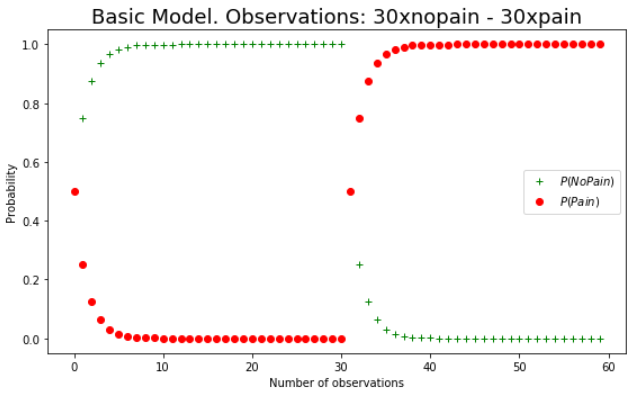 Basic Model. Observations: 30xnopain - 30xpain
1.0
0.8
0.6
0.4
0.2
0.0
Probability
P(NoPain)
P(Pain)
0 10 20 30 40 50 60
Number of observations